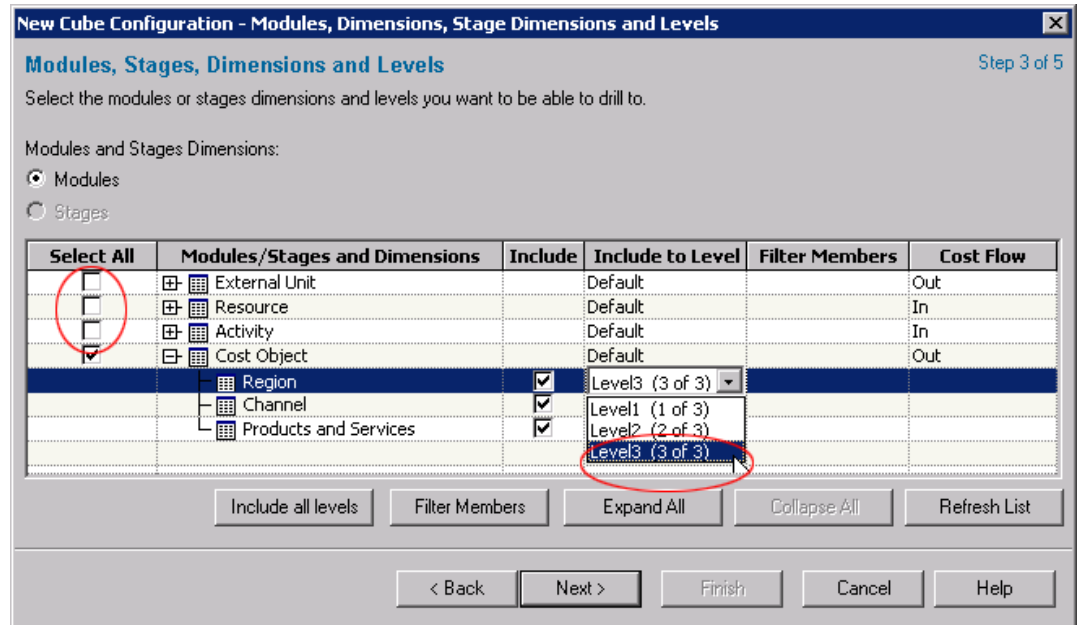 New Cube Configuration - Modules, Dimensions, Stage Dimensions and Levels
Modules, Stages, Dimensions and Levels
Step 3 of 5
Select the modules or stages dimensions and levels you want to be able to drill to.
Modules and Stages Dimensions:
Modules
Stages
Select All Modules/Stages and Dimensions Include Include to Level Filter Members Cost Flow
External Unit Default Out
Resource Default In
Activity Default In
Cost Object Default Out
Region Level3 (3 of 3)
Channel Level1 (1 of 3)
Products and Services Level2 (2 of 3)
Level3 (3 of 3)
Include all levels Filter Members Expand All Collapse All Refresh List
< Back Next > Finish Cancel Help